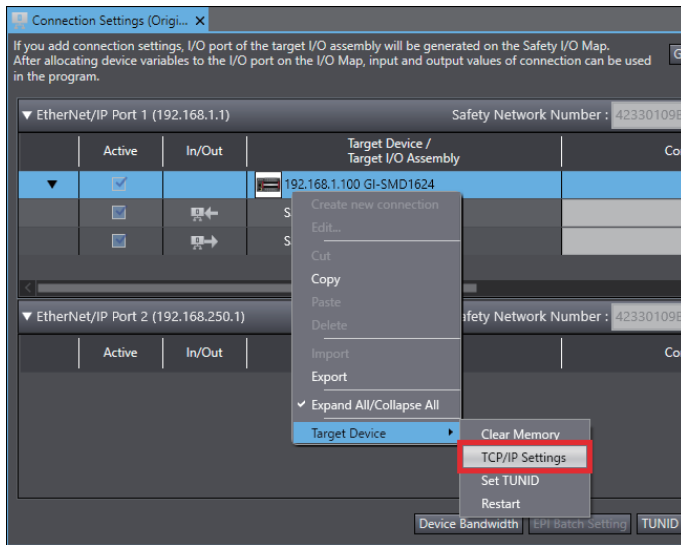 Connection Settings (Origi... X
If you add connection settings, I/O port of the target I/O assembly will be generated on the Safety I/O Map.
After allocating device variables to the I/O port on the I/O Map, input and output values of connection can be used
in the program.
G
▼ EtherNet/IP Port 1 (192.168.1.1) Safety Network Number : 42330109
Active In/Out Target Device /
Target I/O Assembly Co
192.168.1.100 GI-SMD1624
S
S
Create new connection
Edit...
Cut
Copy
Paste
Delete
Import
Export
✓ Expand All/Collapse All
Target Device
Clear Memory
TCP/IP Settings
Set TUNID
Restart
▼ EtherNet/IP Port 2 (192.168.250.1) afety Network Number : 42330109
Active In/Out Co
Device Bandwidth EPI Batch Setting TUNID